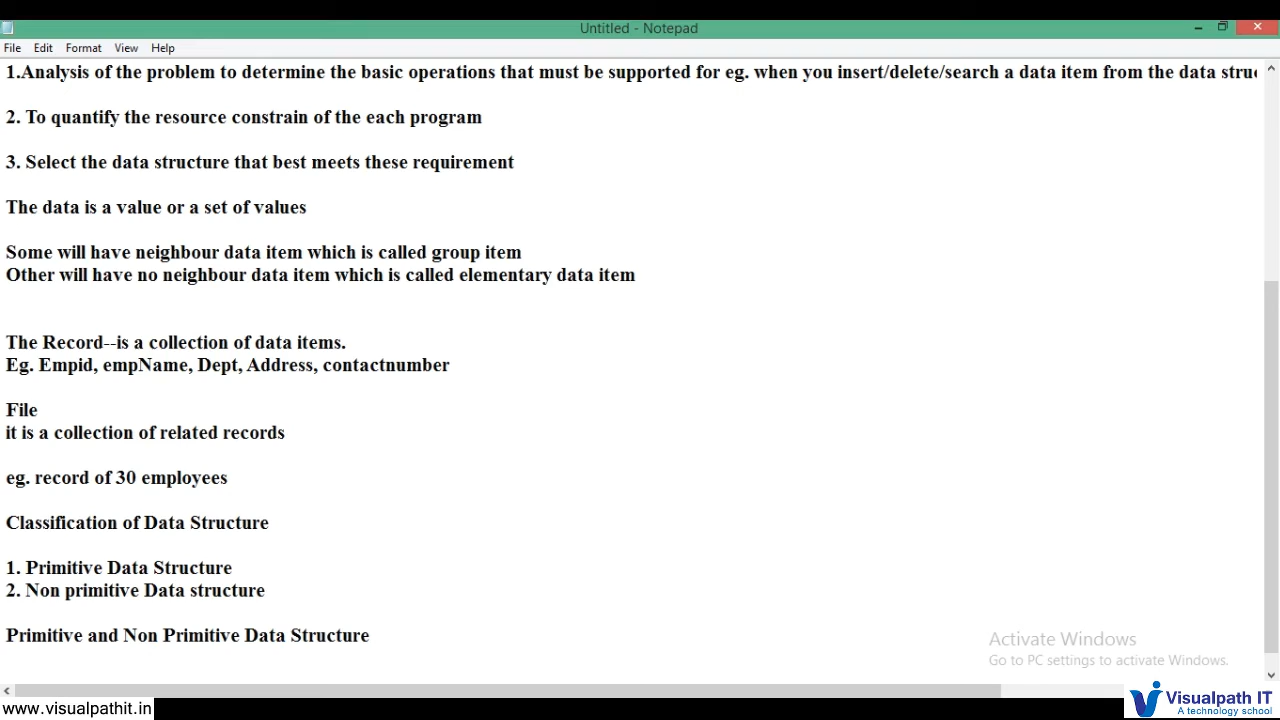 Untitled - Notepad
File Edit Format View Help
1.Analysis of the problem to determine the basic operations that must be supported for eg. when you insert/delete/search a data item from the data
2. To quantify the resource constrain of the each program
3. Select the data structure that best meets these requirement
The data is a value or a set of values
Some will have neighbour data item which is called group item
Other will have no neighbour data item which is called elementary data item
The Record--is a collection of data items.
Eg. Empid, empName, Dept, Address, contactnumber
File
it is a collection of related records
eg. record of 30 employees
Classification of Data Structure
1. Primitive Data Structure
2. Non primitive Data structure
Primitive and Non Primitive Data Structure
Activate Windows
Go to PC settings to activate Windows.
www.visualpathit.in
Visualpath IT
A technology school